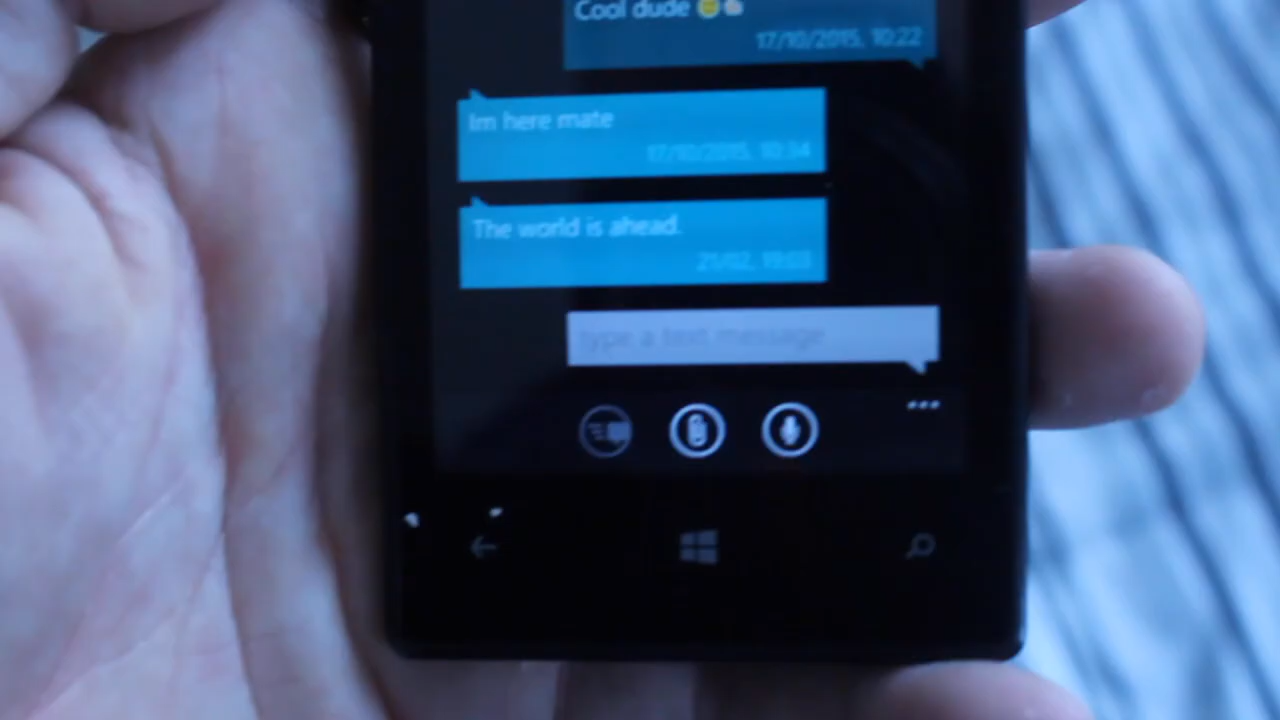 Cool dude
17/10/2015, 10:22
Im here mate
17/10/2015, 10:34
The world is ahead.
21/02, 19:03
type a text message